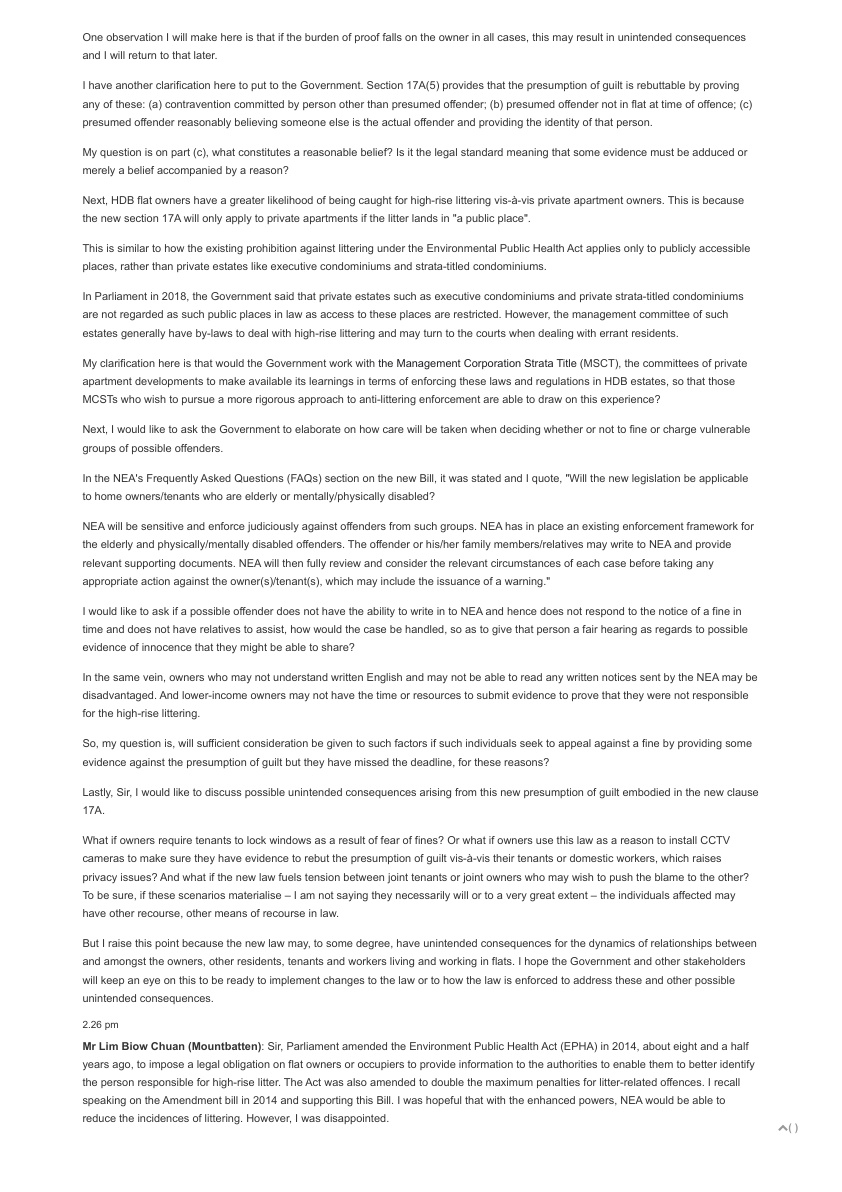 One observation I will make here is that if the burden of proof falls on the owner in all cases, this may result in unintended consequences
and I will return to that later.
I have another clarification here to put to the Government. Section 17A(5) provides that the presumption of guilt is rebuttable by proving
any of these: (a) contravention committed by person other than presumed offender; (b) presumed offender not in flat at time of offence; (c)
presumed offender reasonably believing someone else is the actual offender and providing the identity of that person.
My question is on part (c), what constitutes a reasonable belief? Is it the legal standard meaning that some evidence must be adduced or
merely a belief accompanied by a reason?
Next, HDB flat owners have a greater likelihood of being caught for high-rise littering vis-à-vis private apartment owners. This is because
the new section 17A will only apply to private apartments if the litter lands in "a public place".
This is similar to how the existing prohibition against littering under the Environmental Public Health Act applies only to publicly accessible
places, rather than private estates like executive condominiums and strata-titled condominiums.
In Parliament in 2018, the Government said that private estates such as executive condominiums and private strata-titled condominiums
are not regarded as such public places in law as access to these places are restricted. However, the management committee of such
estates generally have by-laws to deal with high-rise littering and may turn to the courts when dealing with errant residents.
My clarification here is that would the Government work with the Management Corporation Strata Title (MSCT), the committees of private
apartment developments to make available its learnings in terms of enforcing these laws and regulations in HDB estates, so that those
MCSTs who wish to pursue a more rigorous approach to anti-littering enforcement are able to draw on this experience?
Next, I would like to ask the Government to elaborate on how care will be taken when deciding whether or not to fine or charge vulnerable
groups of possible offenders.
In the NEA's Frequently Asked Questions (FAQs) section on the new Bill, it was stated and I quote, "Will the new legislation be applicable
to home owners/tenants who are elderly or mentally/physically disabled?
NEA will be sensitive and enforce judiciously against offenders from such groups. NEA has in place an existing enforcement framework for
the elderly and physically/mentally disabled offenders. The offender or his/her family members/relatives may write to NEA and provide
relevant supporting documents. NEA will then fully review and consider the relevant circumstances of each case before taking any
appropriate action against the owner(s)/tenant(s), which may include the issuance of a warning."
I would like to ask if a possible offender does not have the ability to write in to NEA and hence does not respond to the notice of a fine in
time and does not have relatives to assist, how would the case be handled, so as to give that person a fair hearing as regards to possible
evidence of innocence that they might be able to share?
In the same vein, owners who may not understand written English and may not be able to read any written notices sent by the NEA may be
disadvantaged. And lower-income owners may not have the time or resources to submit evidence to prove that they were not responsible
for the high-rise littering.
So, my question is, will sufficient consideration be given to such factors if such individuals seek to appeal against a fine by providing some
evidence against the presumption of guilt but they have missed the deadline, for these reasons?
Lastly, Sir, I would like to discuss possible unintended consequences arising from this new presumption of guilt embodied in the new clause
17A.
What if owners require tenants to lock windows as a result of fear of fines? Or what if owners use this law as a reason to install CCTV
cameras to make sure they have evidence to rebut the presumption of guilt vis-à-vis their tenants or domestic workers, which raises
privacy issues? And what if the new law fuels tension between joint tenants or joint owners who may wish to push the blame to the other?
To be sure, if these scenarios materialise – I am not saying they necessarily will or to a very great extent – the individuals affected may
have other recourse, other means of recourse in law.
But I raise this point because the new law may, to some degree, have unintended consequences for the dynamics of relationships between
and amongst the owners, other residents, tenants and workers living and working in flats. I hope the Government and other stakeholders
will keep an eye on this to be ready to implement changes to the law or to how the law is enforced to address these and other possible
unintended consequences.
2.26 pm
Mr Lim Biow Chuan (Mountbatten): Sir, Parliament amended the Environment Public Health Act (EPHA) in 2014, about eight and a half
years ago, to impose a legal obligation on flat owners or occupiers to provide information to the authorities to enable them to better identify
the person responsible for high-rise litter. The Act was also amended to double the maximum penalties for litter-related offences. I recall
speaking on the Amendment bill in 2014 and supporting this Bill. I was hopeful that with the enhanced powers, NEA would be able to
reduce the incidences of littering. However, I was disappointed.
( )